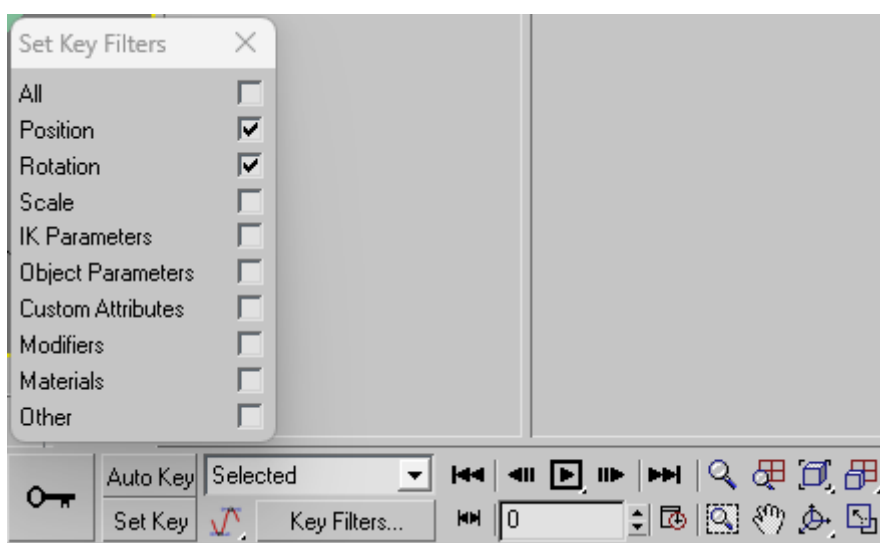 Set Key Filters
All
Position
Rotation
Scale
IK Parameters
Object Parameters
Custom Attributes
Modifiers
Materials
Other
Auto Key Selected
Set Key Key Filters... 0